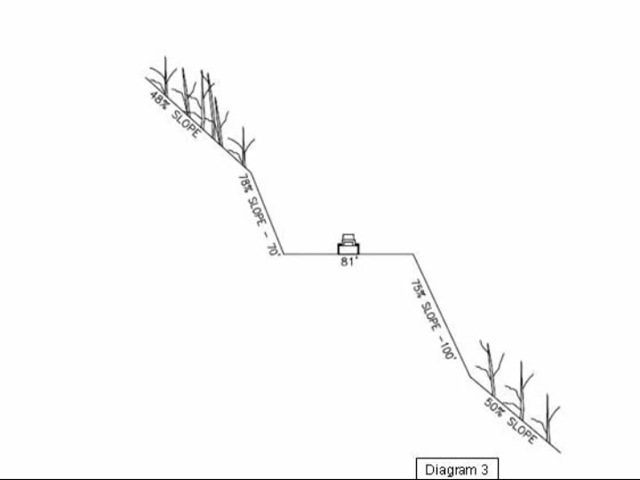 48% SLOPE
78% SLOPE - 70'
81'
75% SLOPE -100'
50% SLOPE
Diagram 3